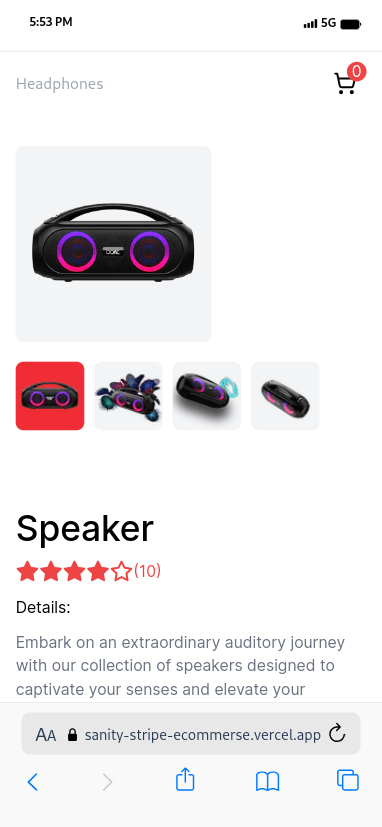 5:53 PM
5G
Headphones
0
Speaker
(10)
Details:
Embark on an extraordinary auditory journey
with our collection of speakers designed to
captivate your senses and elevate your
AA sanity-stripe-ecommerse.vercel.app